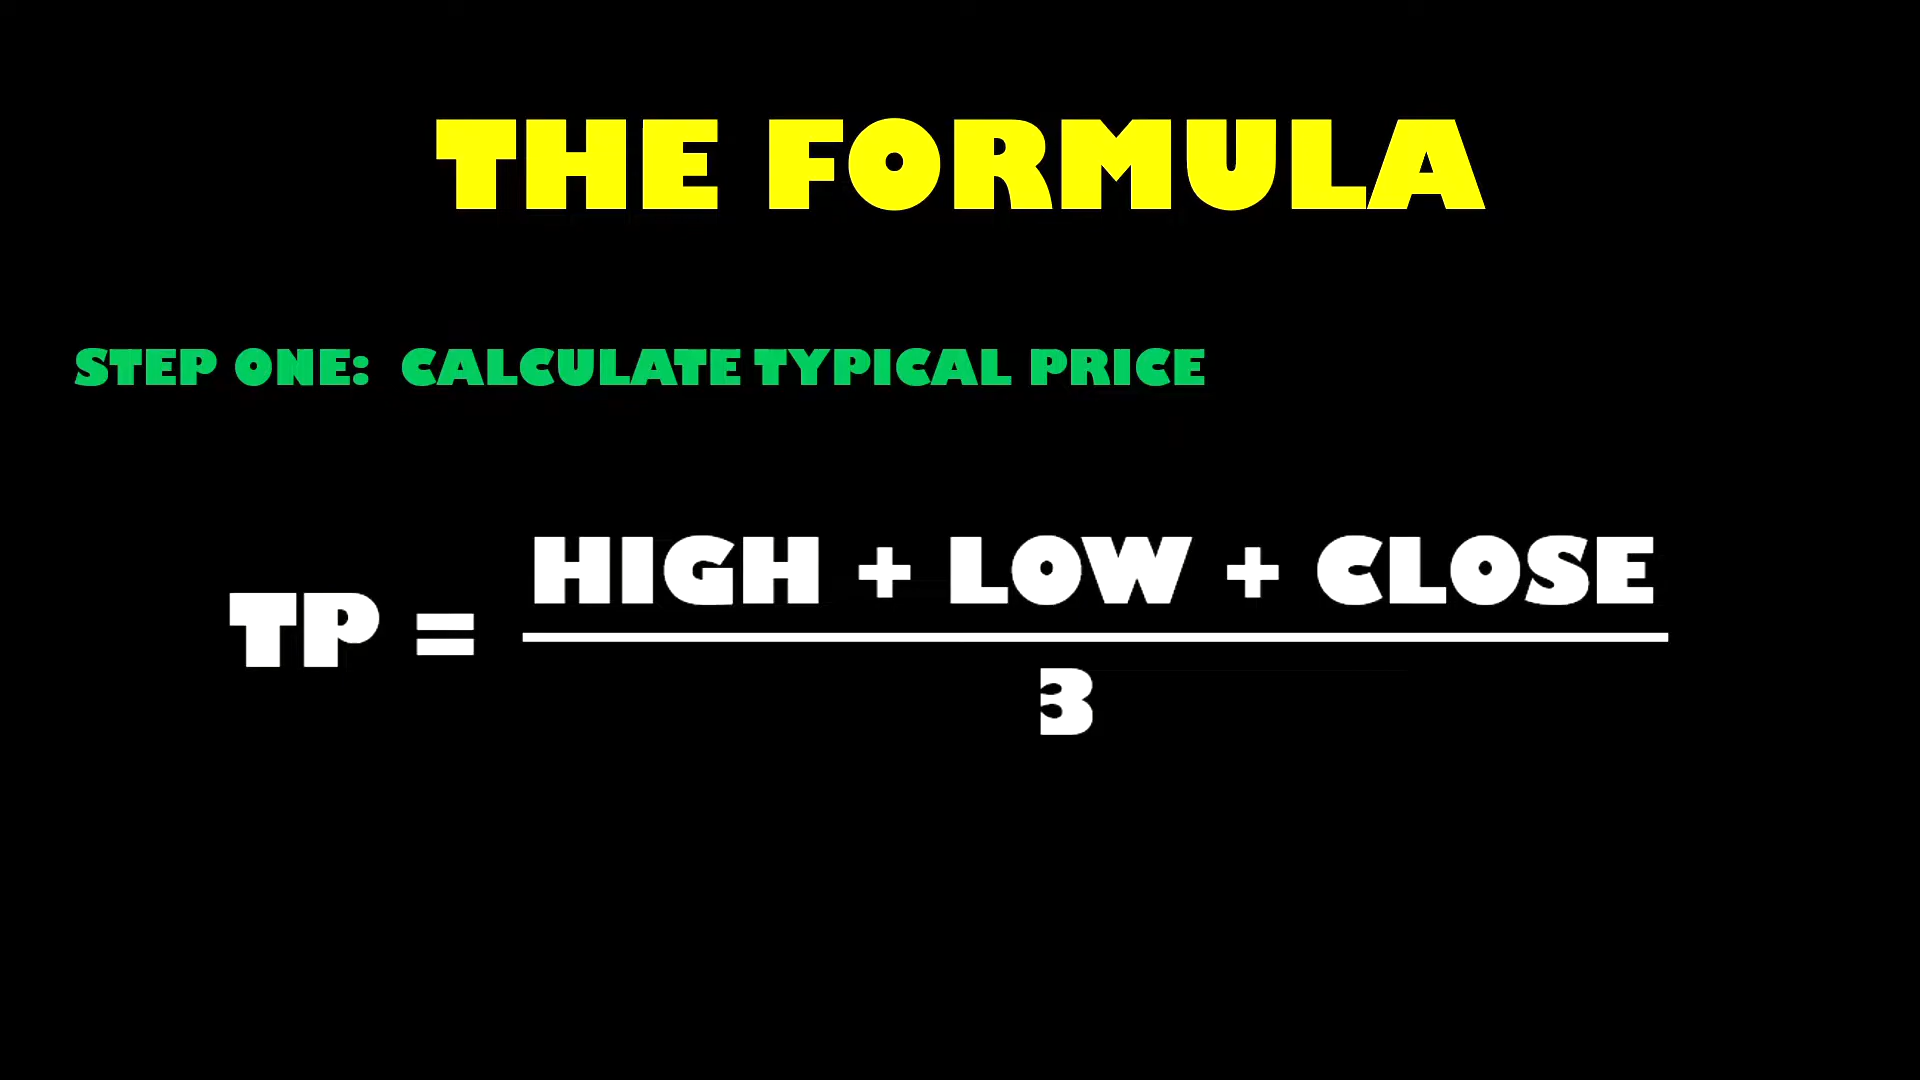 THE FORMULA
STEP ONE: CALCULATE TYPICAL PRICE
TP = HIGH + LOW + CLOSE
3